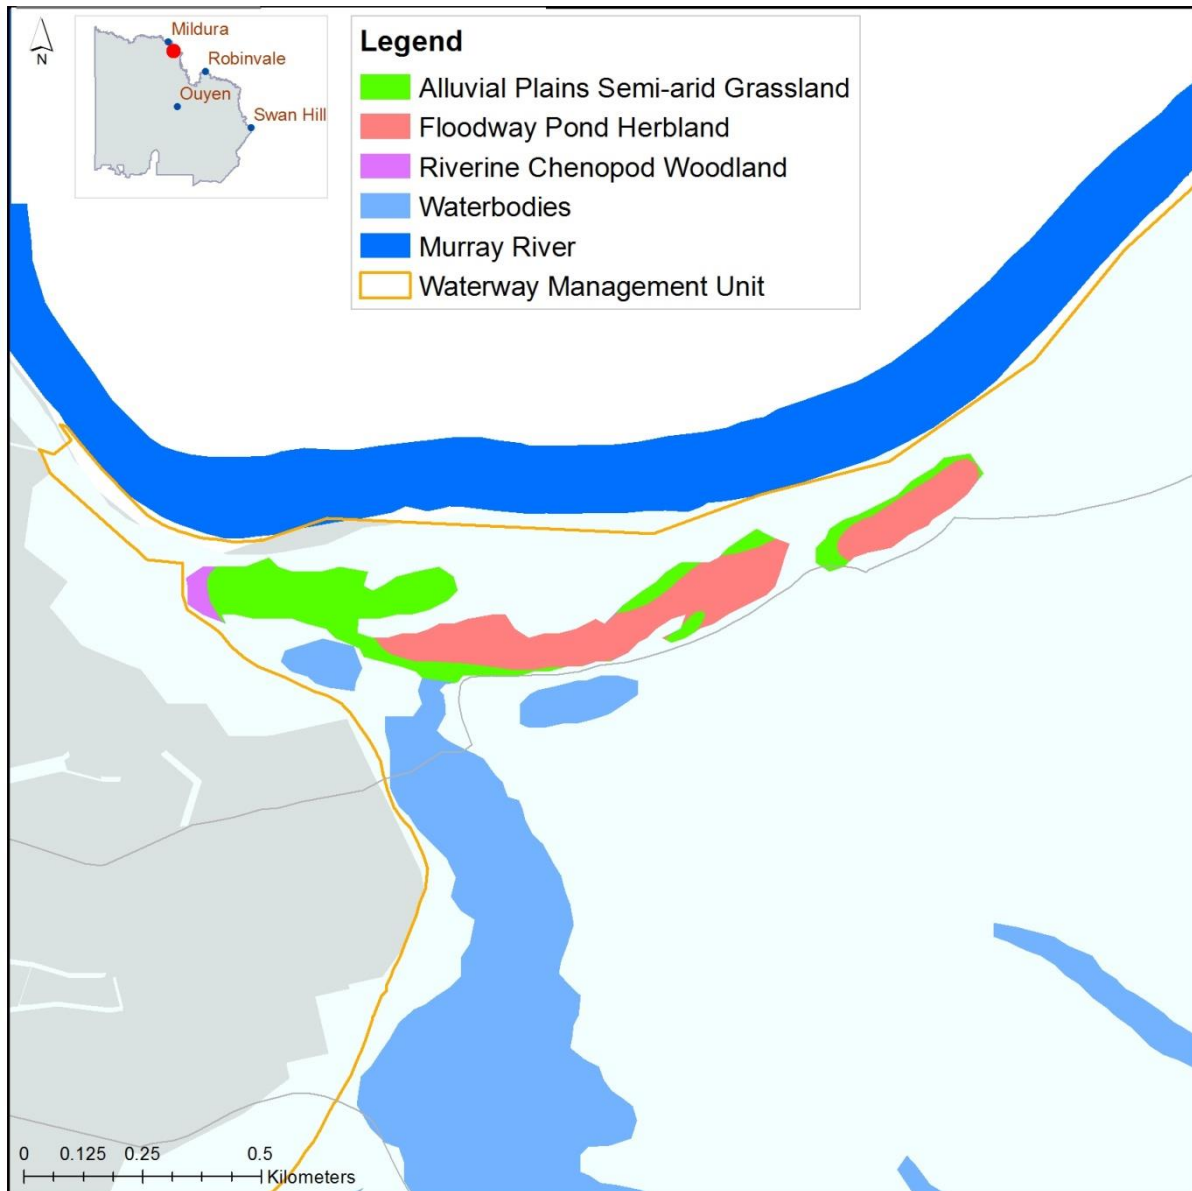 N
Mildura
Robinvale
Ouyen
Swan Hill
Legend
Alluvial Plains Semi-arid Grassland
Floodway Pond Herbland
Riverine Chenopod Woodland
Waterbodies
Murray River
Waterway Management Unit
0 0.125 0.25 0.5
Kilometers